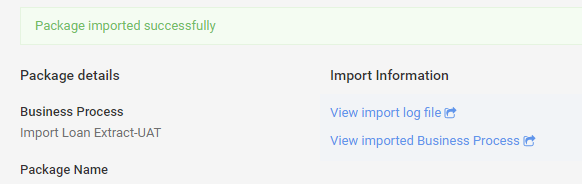 Package imported successfully
Package details
Import Information
Business Process
Import Loan Extract-UAT
View import log file
View imported Business Process
Package Name